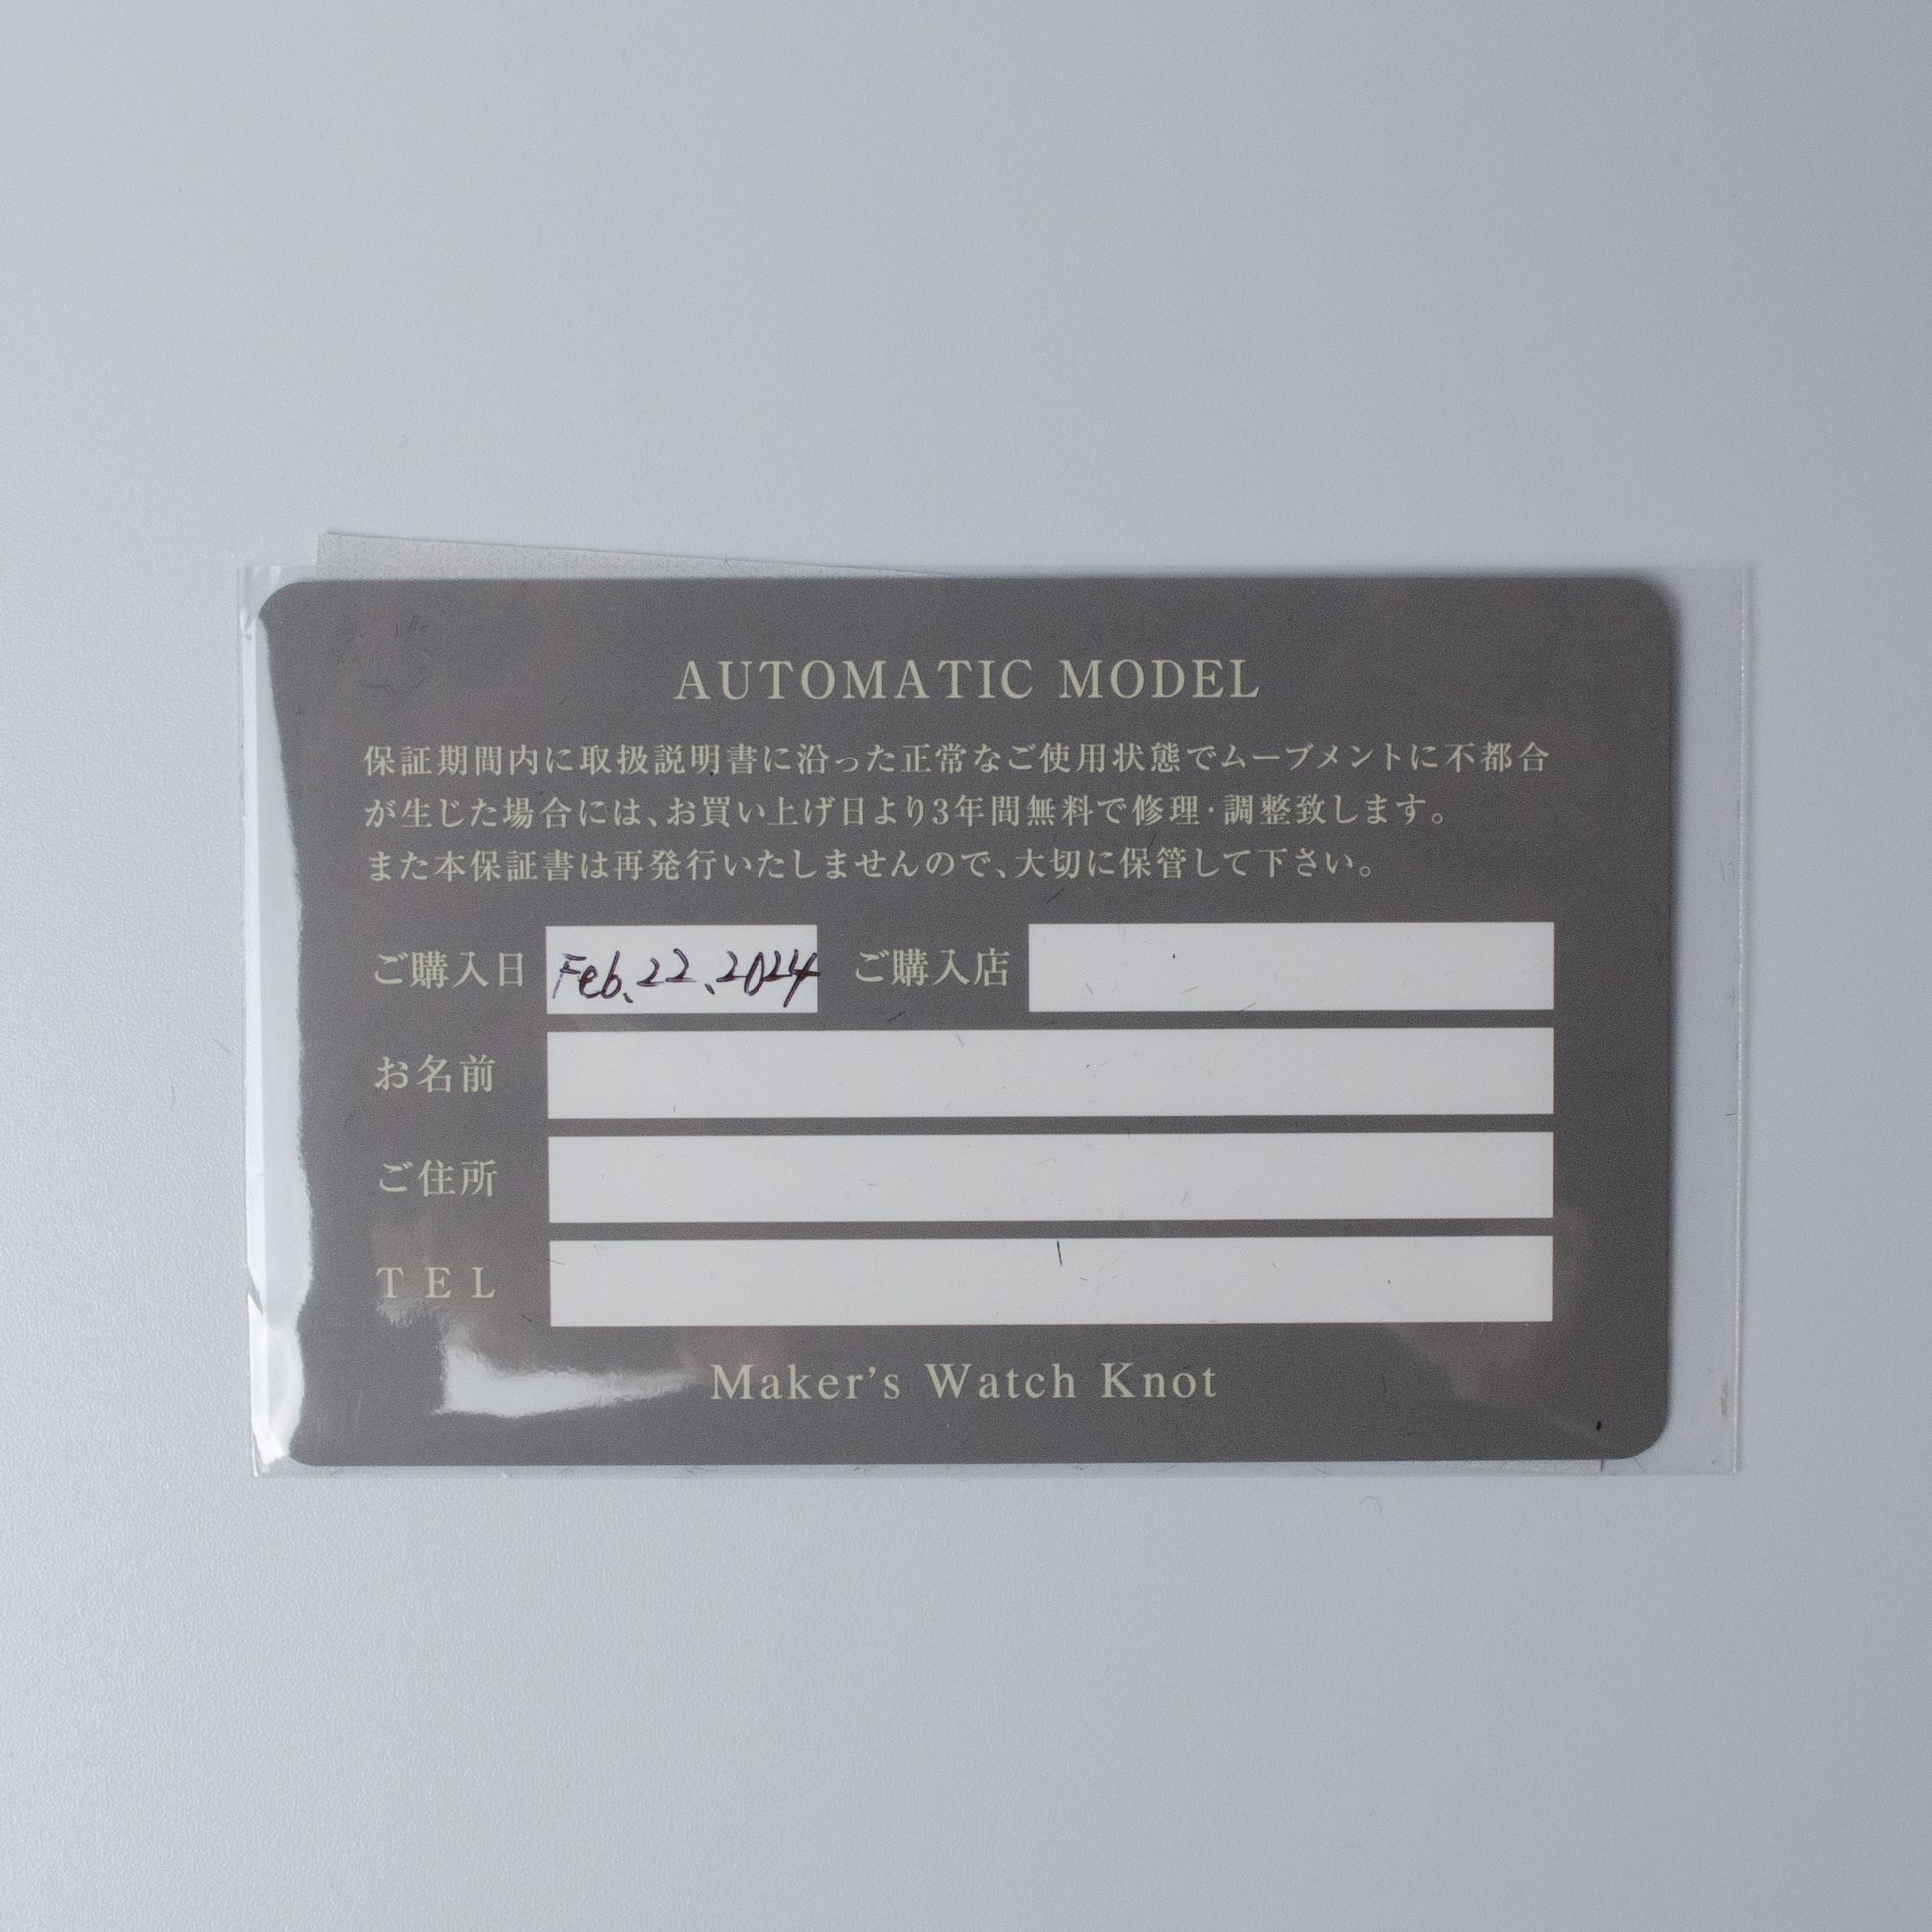 AUTOMATIC MODEL
保証期間内に取扱説明書に沿った正常なご使用状態でムーブメントに不都合
が生じた場合には、お買い上げ日より3年間無料で修理・調整致します。
また本保証書は再発行いたしませんので、大切に保管して下さい。
ご購入日 Feb.22.2024 ご購入店
お名前
ご住所
TEL
Maker's Watch Knot